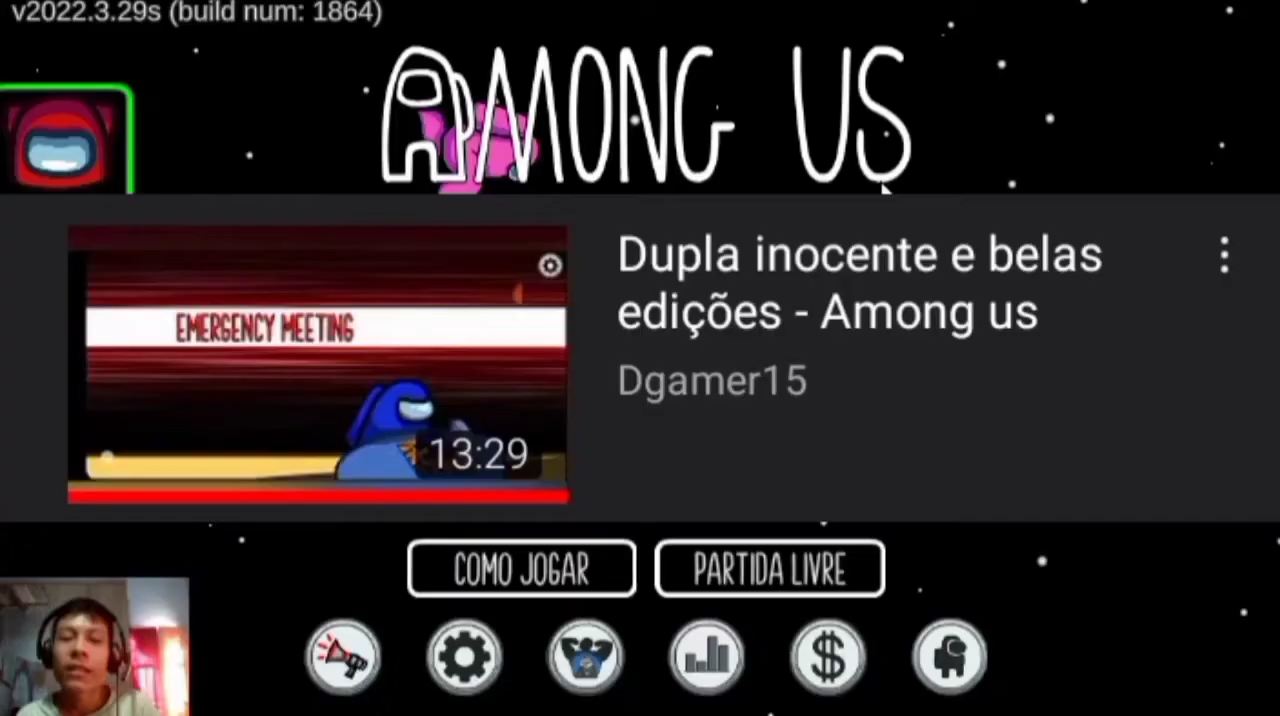 v2022.3.29s (build num: 1864)
AMONG US
EMERGENCY MEETING
13:29
Dupla inocente e belas
edições - Among us
Dgamer15
COMO JOGAR
PARTIDA LIVRE
$